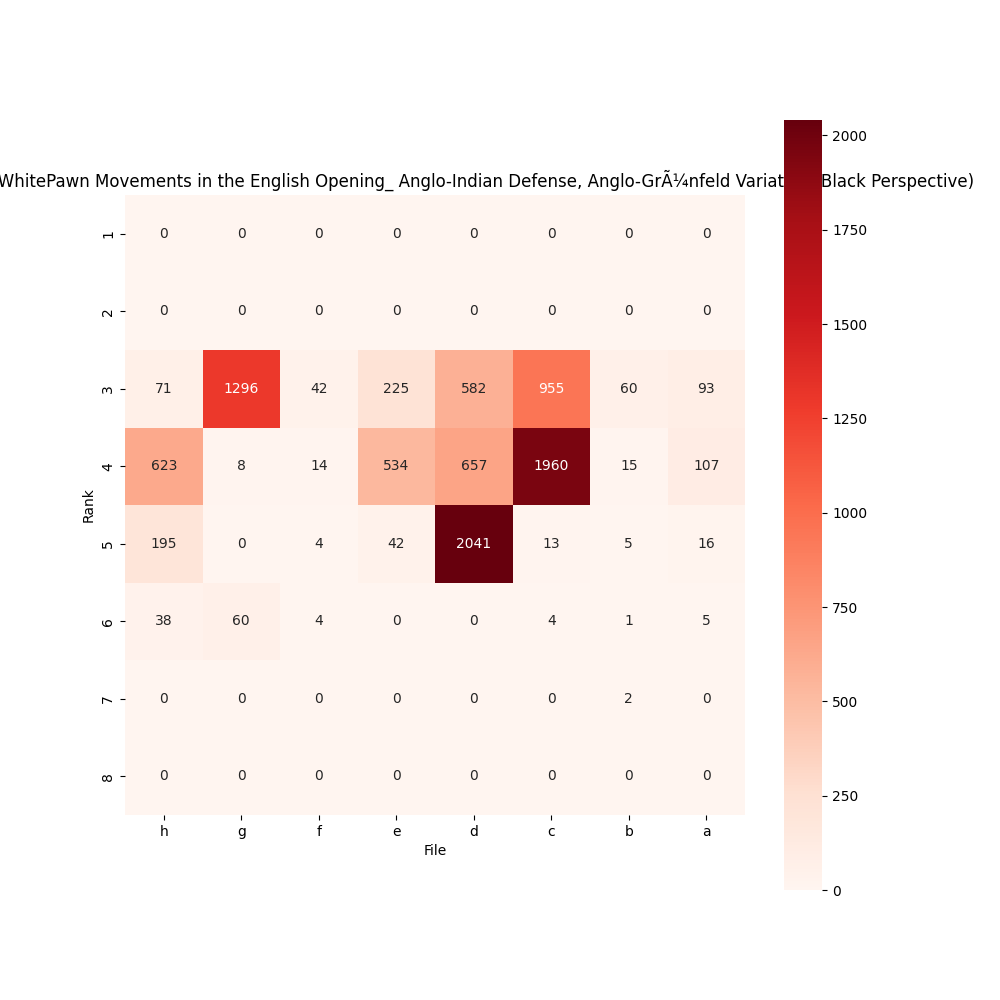 WhitePawn Movements in the English Opening_ Anglo-Indian Defense, Anglo-GrÃ¼nfeld Variat Black Perspective)
2000
1750
1500
1250
1000
750
500
250
0
Rank
1 0 0 0 0 0 0 0 0
2 0 0 0 0 0 0 0 0
3 71 1296 42 225 582 955 60 93
4 623 8 14 534 657 1960 15 107
5 195 0 4 42 2041 13 5 16
6 38 60 4 0 0 4 1 5
7 0 0 0 0 0 0 2 0
8 0 0 0 0 0 0 0 0
h g f e d c b a
File